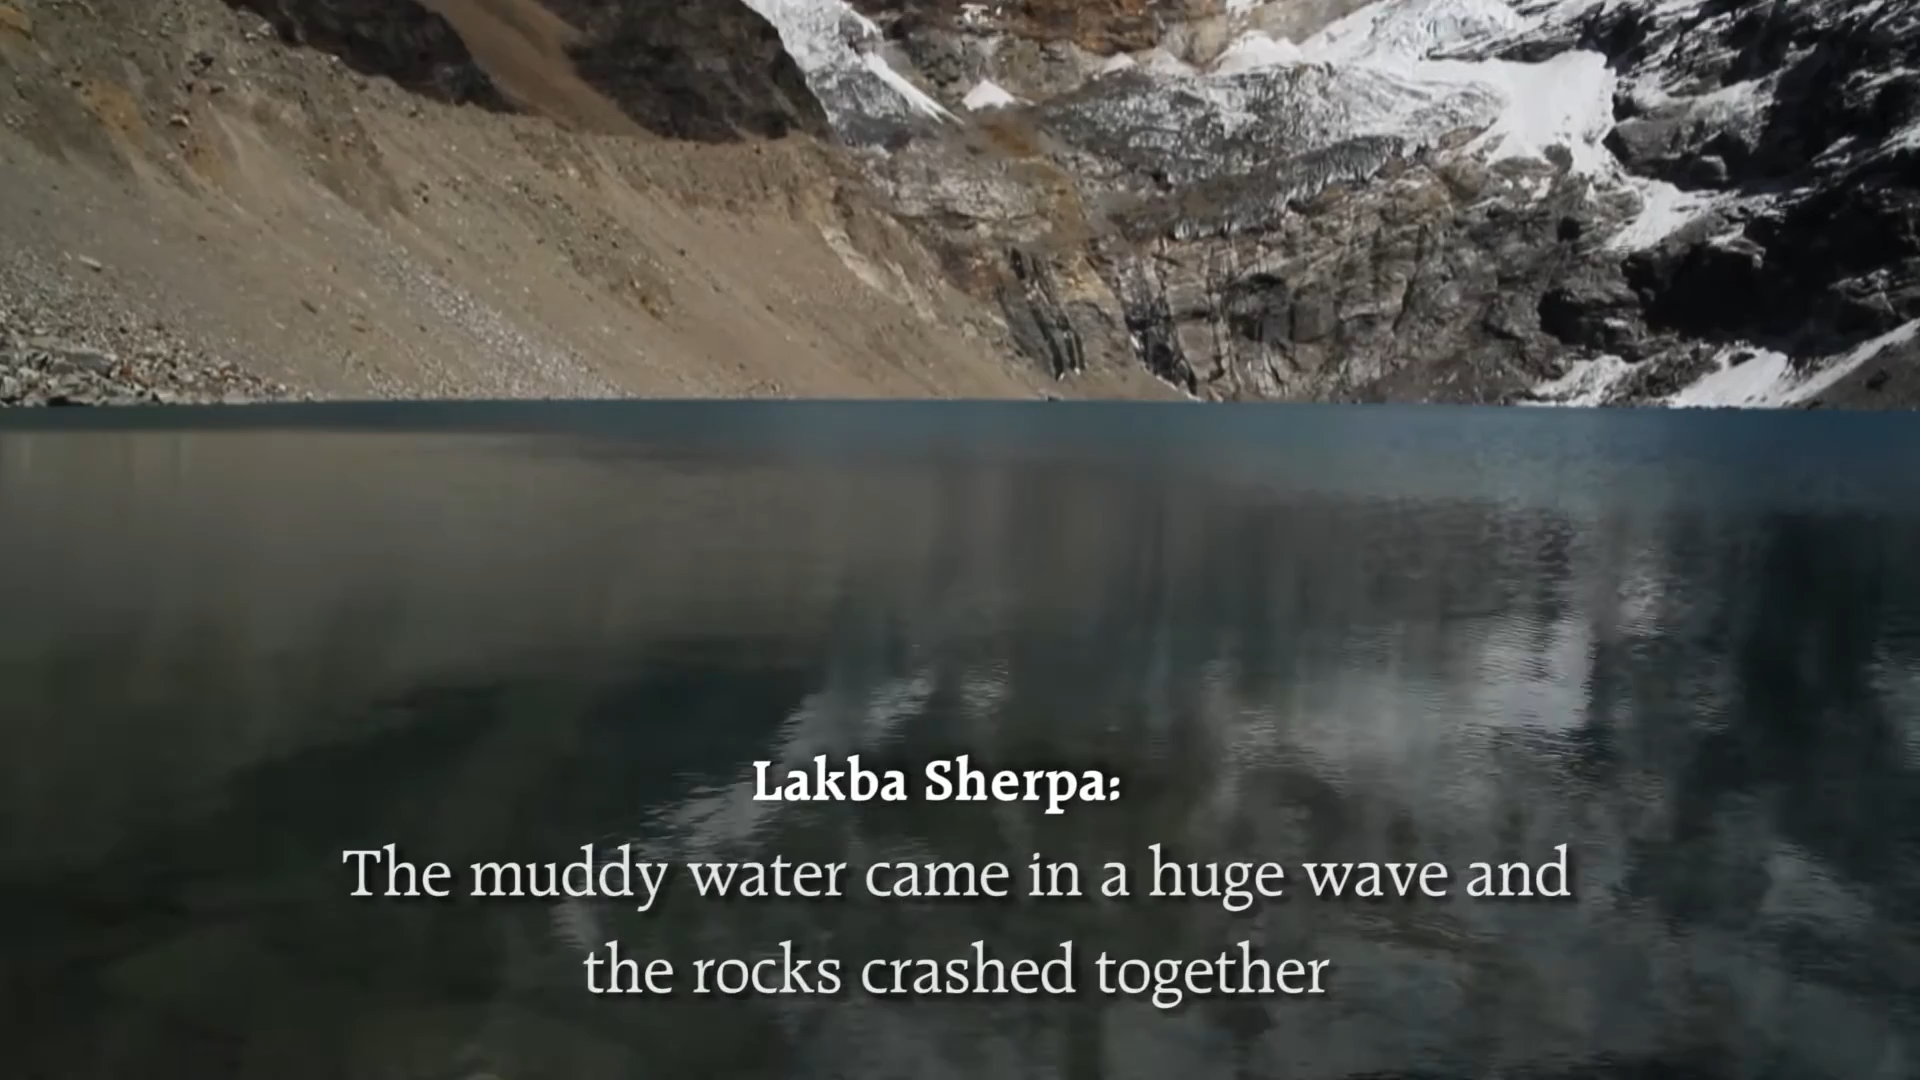 Lakba Sherpa:
The muddy water came in a huge wave and
the rocks crashed together